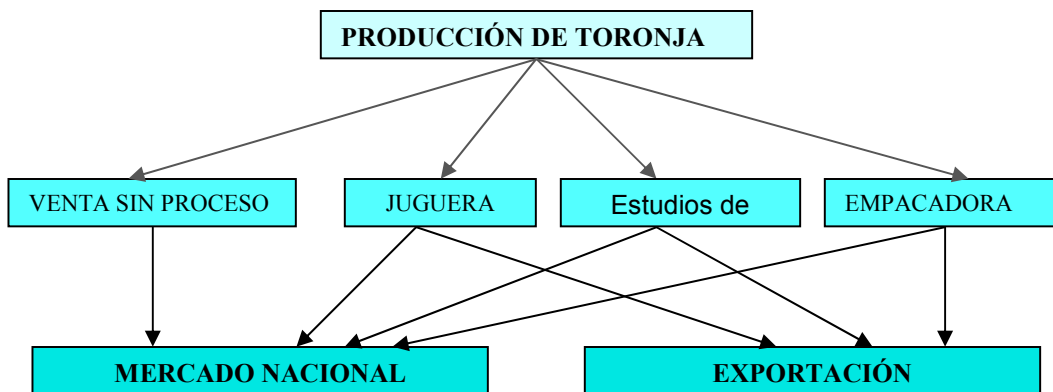 PRODUCCIÓN DE TORONJA
VENTA SIN PROCESO
JUGUERA
Estudios de
EMPACADORA
MERCADO NACIONAL
EXPORTACIÓN